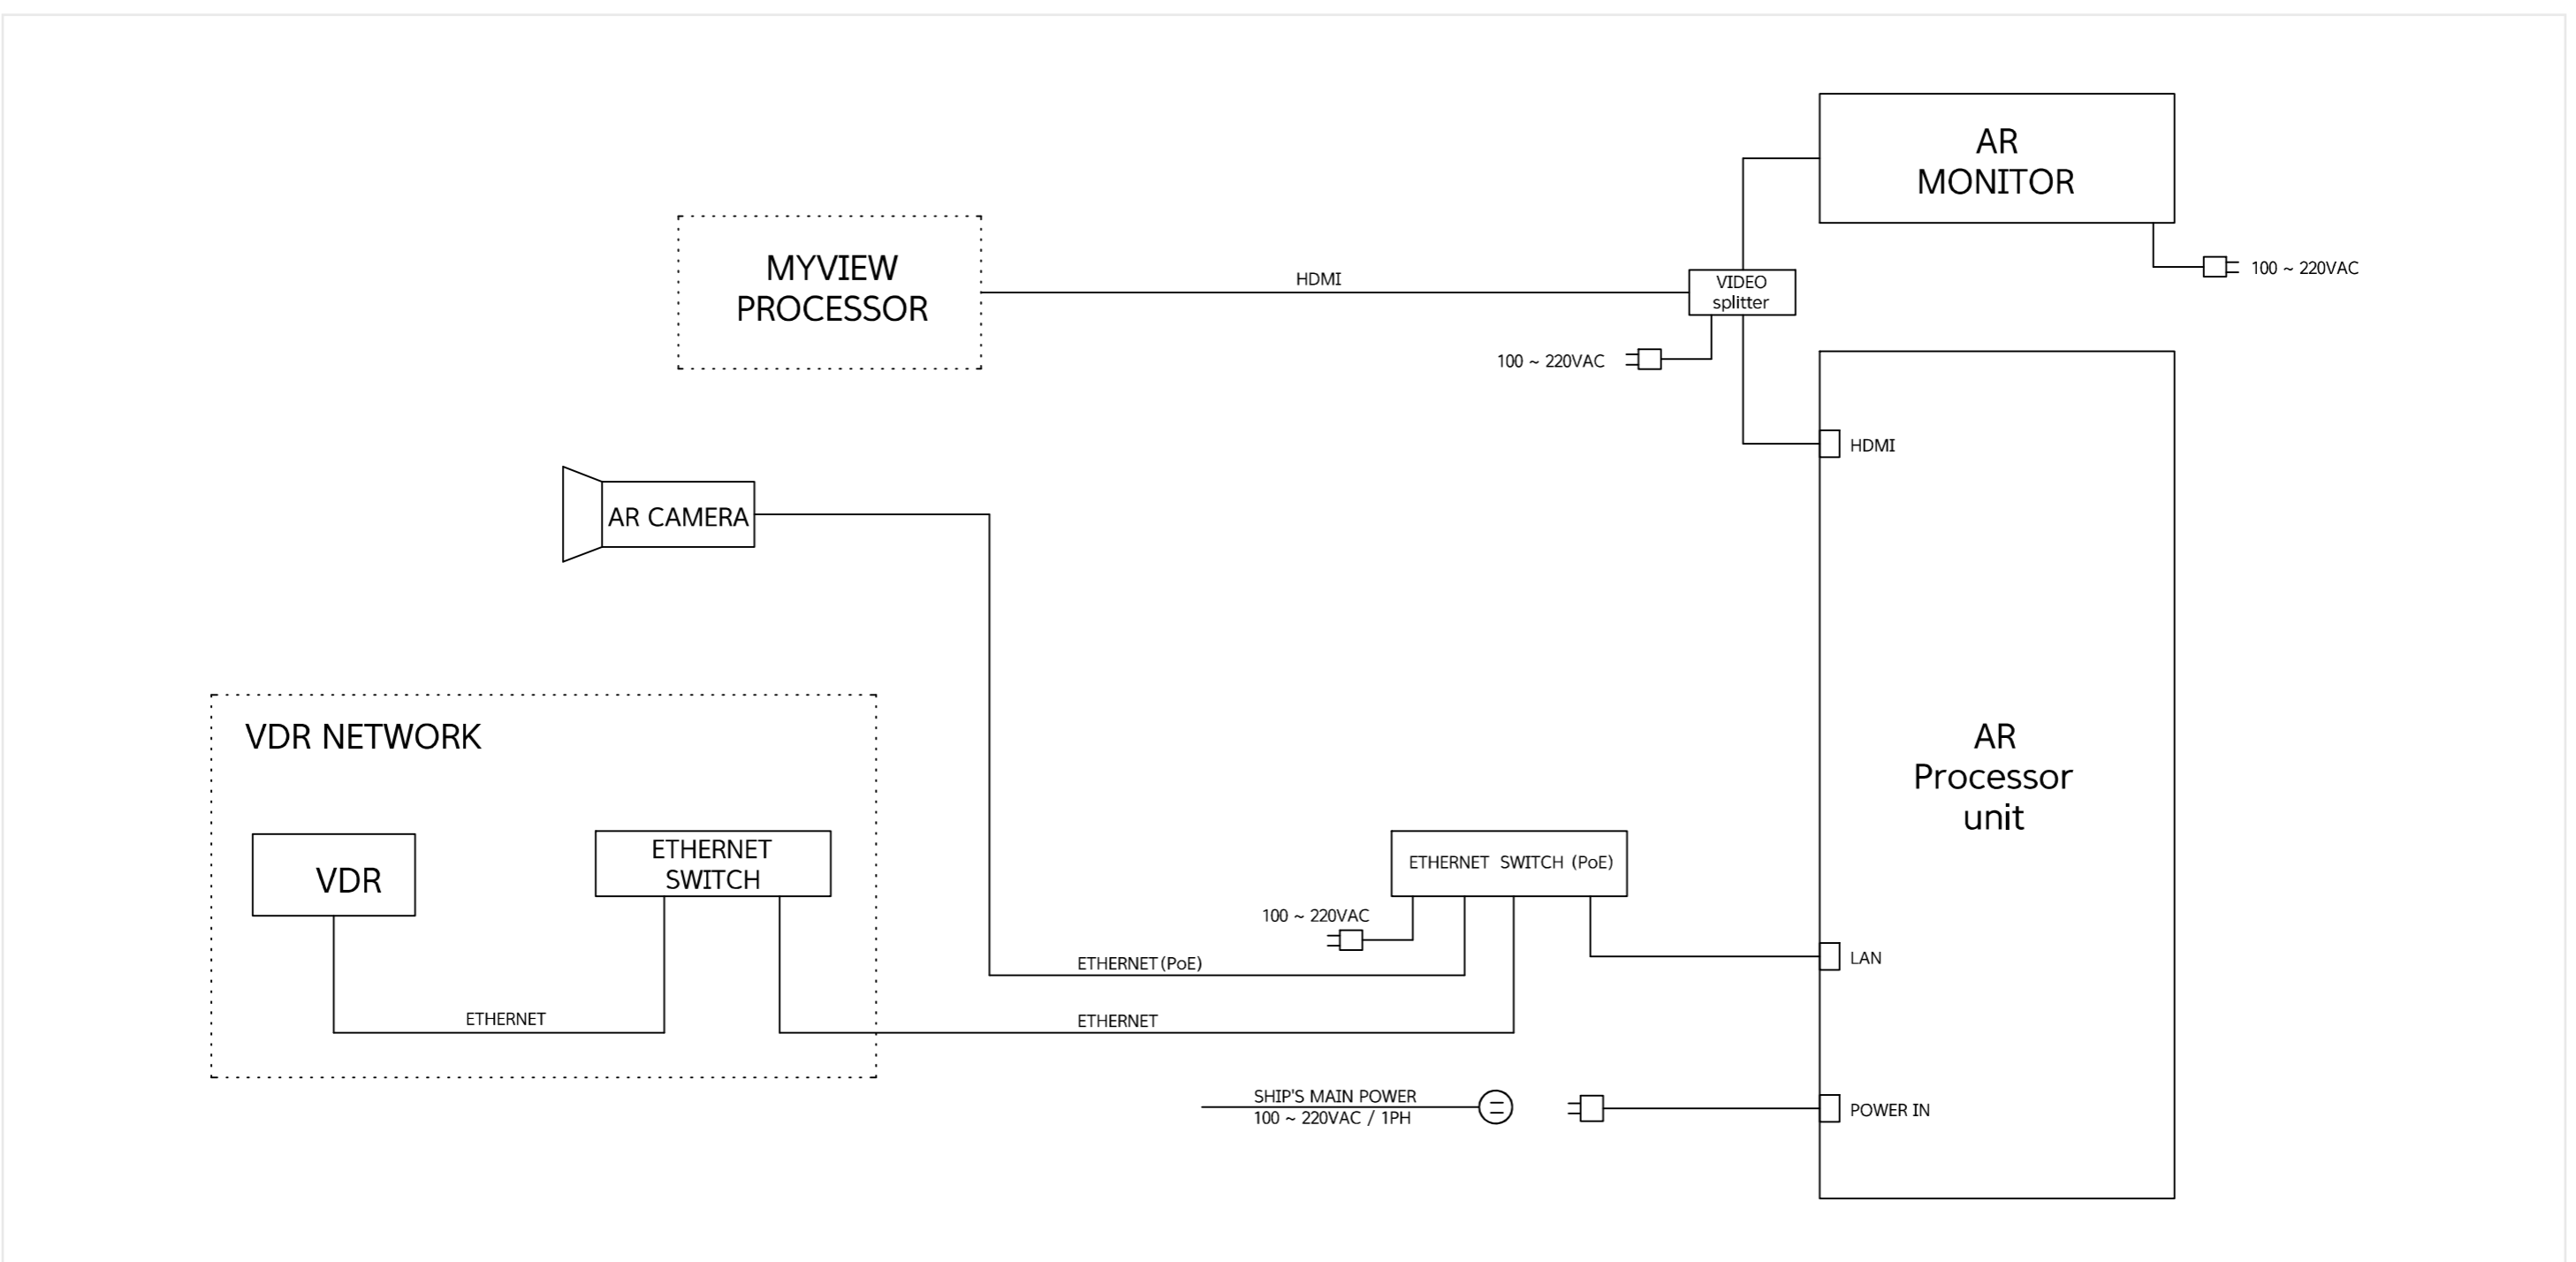 AR
MONITOR
100 ~ 220VAC
MYVIEW
PROCESSOR
HDMI
VIDEO
splitter
100 ~ 220VAC
HDMI
AR CAMERA
VDR NETWORK
AR
Processor
unit
VDR
ETHERNET
SWITCH
ETHERNET SWITCH (PoE)
100 ~ 220VAC
ETHERNET (PoE)
LAN
ETHERNET
ETHERNET
SHIP'S MAIN POWER
100 ~ 220VAC / 1PH
POWER IN